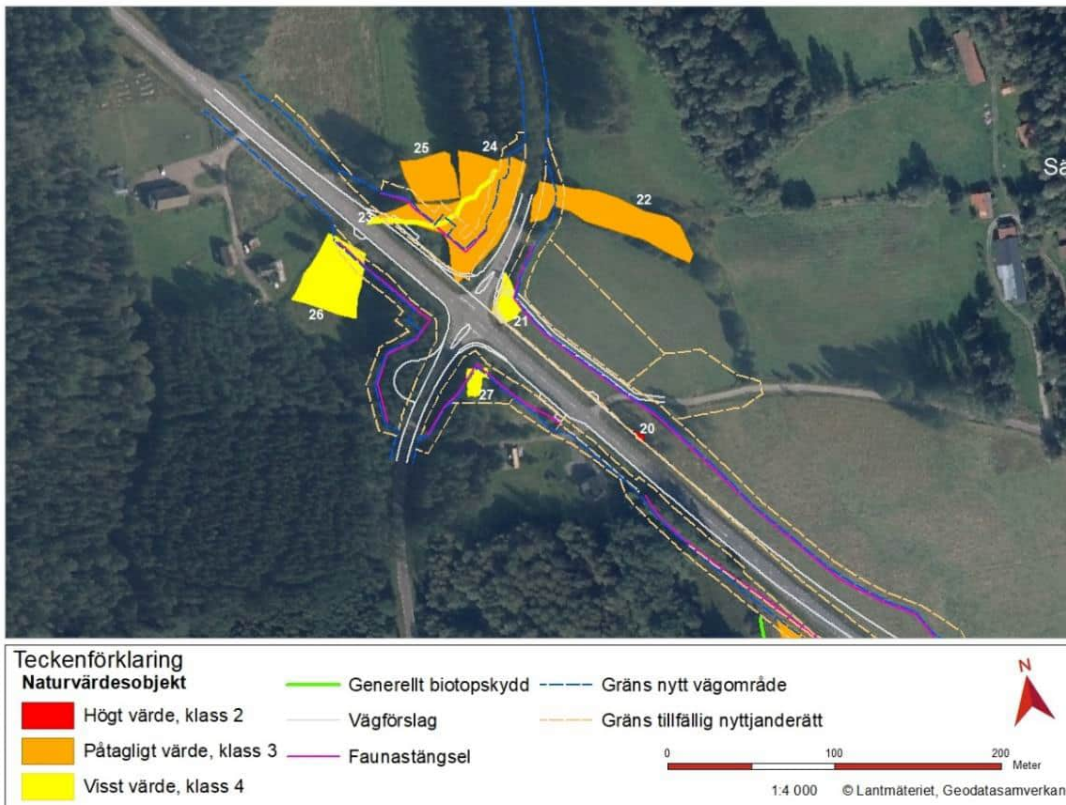 25
24
22
23
Sä
26
21
27
20
Teckenförklaring
Naturvärdesobjekt
Högt värde, klass 2
Påtagligt värde, klass 3
Visst värde, klass 4
Generellt biotopskydd
Vägförslag
Faunastängsel
Gräns nytt vägområde
Gräns tillfällig nyttjanderätt
N
0 100 200
Meter
1:4 000 © Lantmäteriet, Geodatasamverkan